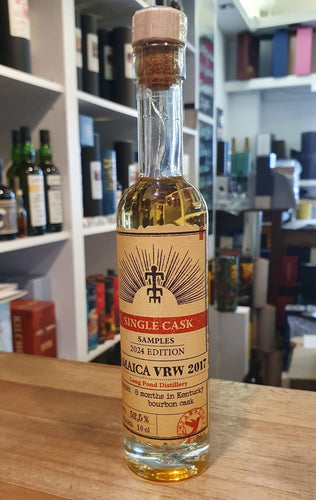 SINGLE CASK
SAMPLES
2024 EDITION
MAICA VRW 2017
Long Pond Distillery
8 months in Kentucky
bourbon cask
52,5%
10 cl